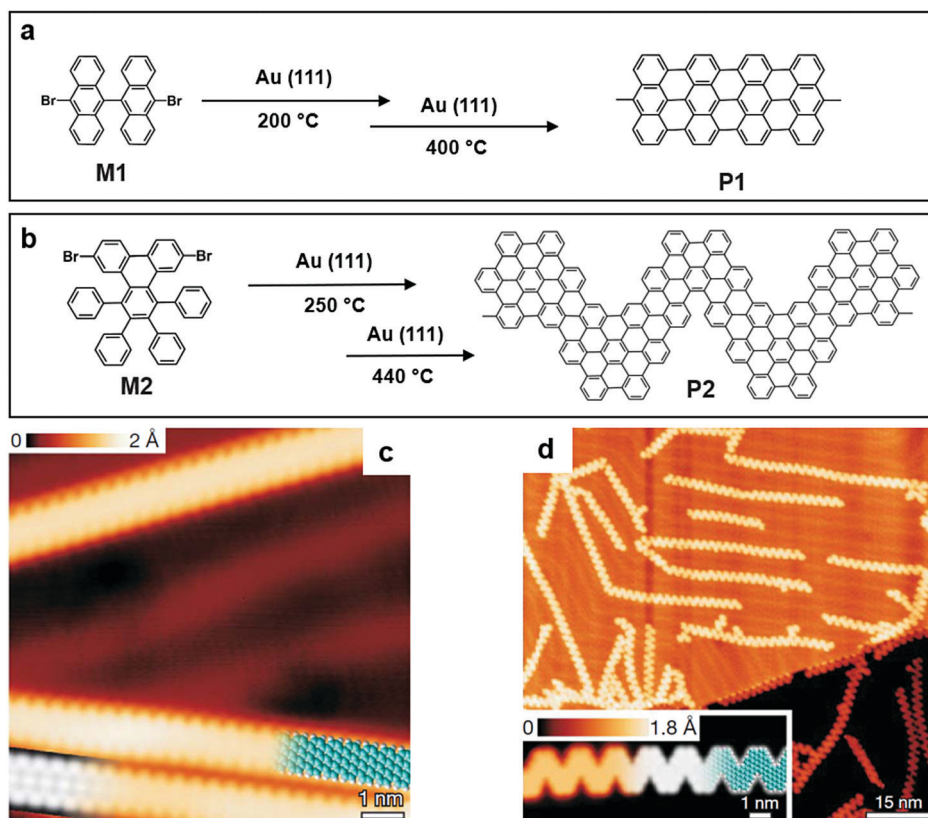 a
Br
Br
M1
Au (111)
200 °C
Au (111)
400 °C
P1
b
Br
Br
M2
Au (111)
250 °C
Au (111)
440 °C
P2
0 2 Å
c
1 nm
d
0 1.8 Å
1 nm
15 nm